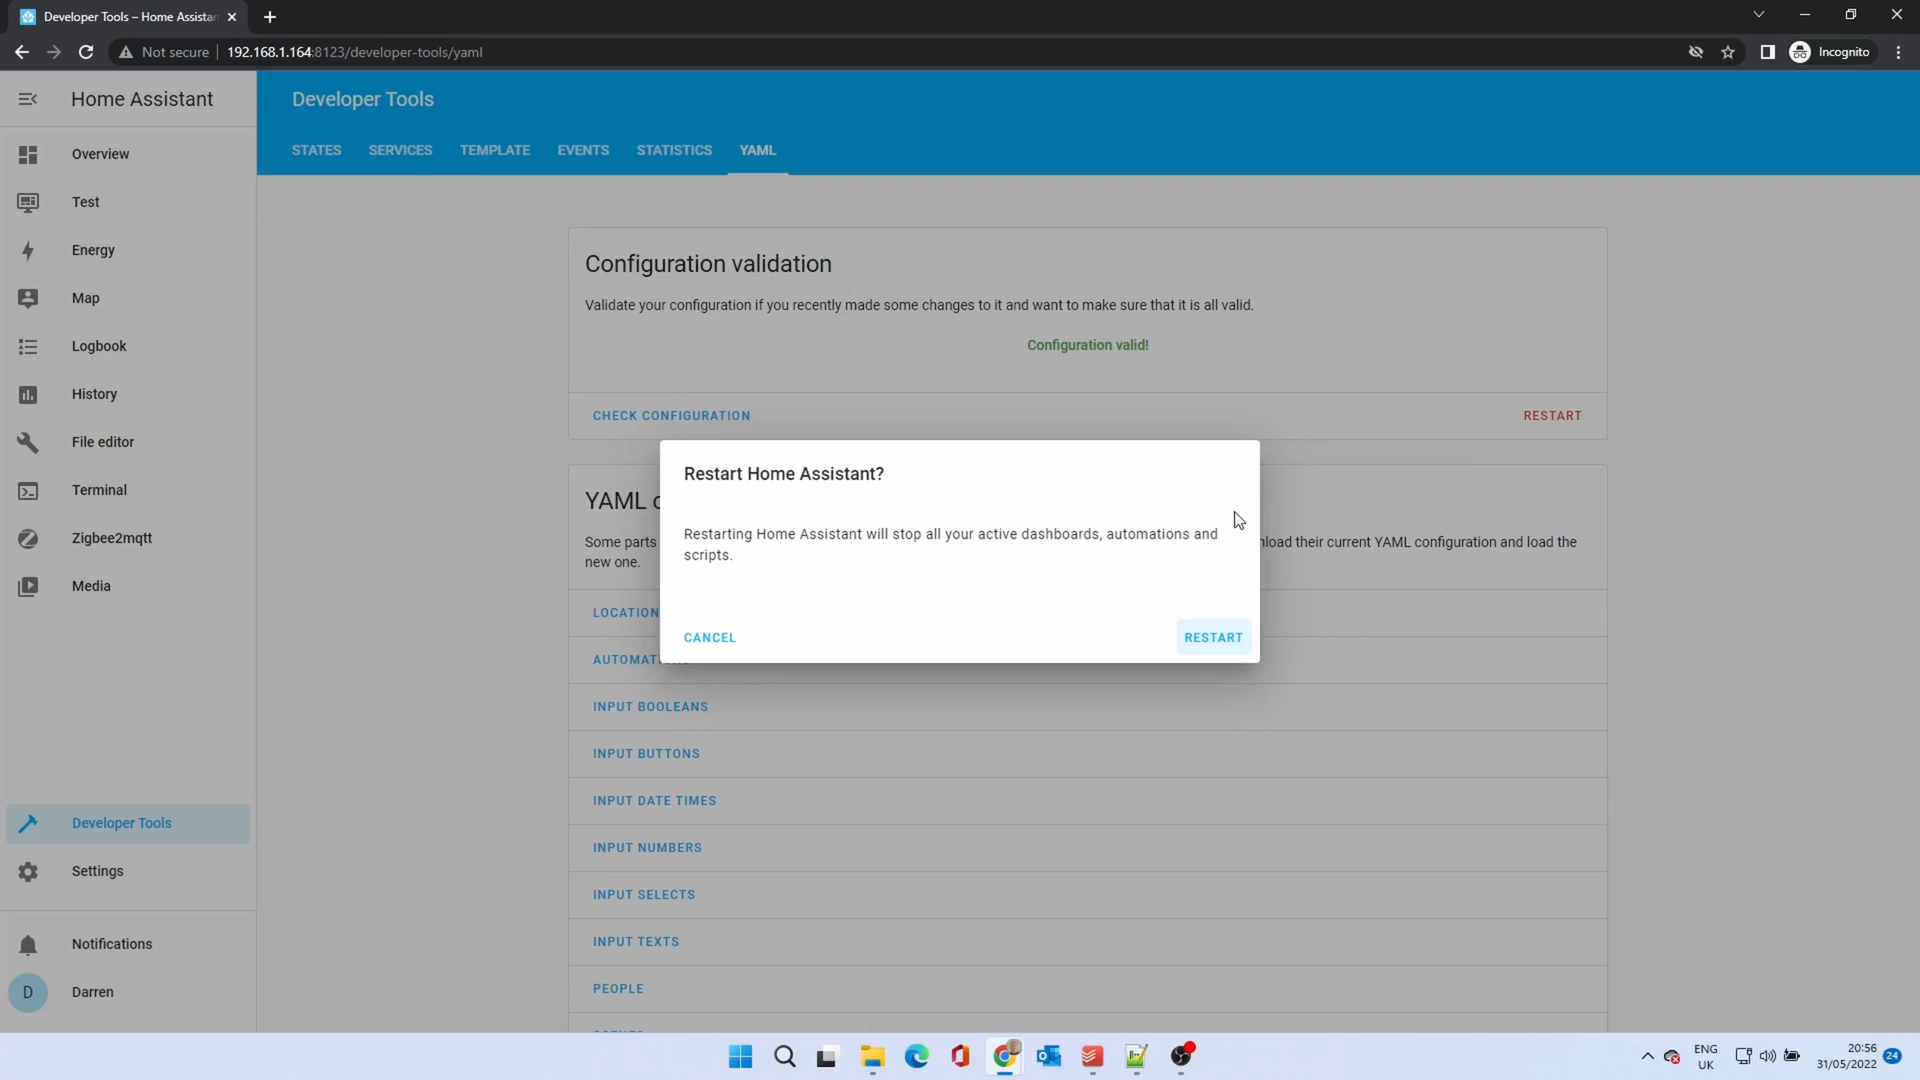 Developer Tools – Home Assistan
Not secure
192.168.1.164:8123/developer-tools/yaml
Incognito
Home Assistant
Developer Tools
STATES
SERVICES
TEMPLATE
EVENTS
STATISTICS
YAML
Overview
Test
Energy
Map
Logbook
History
File editor
Terminal
Zigbee2mqtt
Media
Developer Tools
Settings
Notifications
D
Darren
Configuration validation
Validate your configuration if you recently made some changes to it and want to make sure that it is all valid.
Configuration valid!
CHECK CONFIGURATION
RESTART
YAML
Some parts
nload their current YAML configuration and load the
new one.
Restart Home Assistant?
Restarting Home Assistant will stop all your active dashboards, automations and
scripts.
CANCEL
RESTART
LOCATION
AUTOMATI
INPUT BOOLEANS
INPUT BUTTONS
INPUT DATE TIMES
INPUT NUMBERS
INPUT SELECTS
INPUT TEXTS
PEOPLE
ENG
UK
20:56
31/05/2022
24